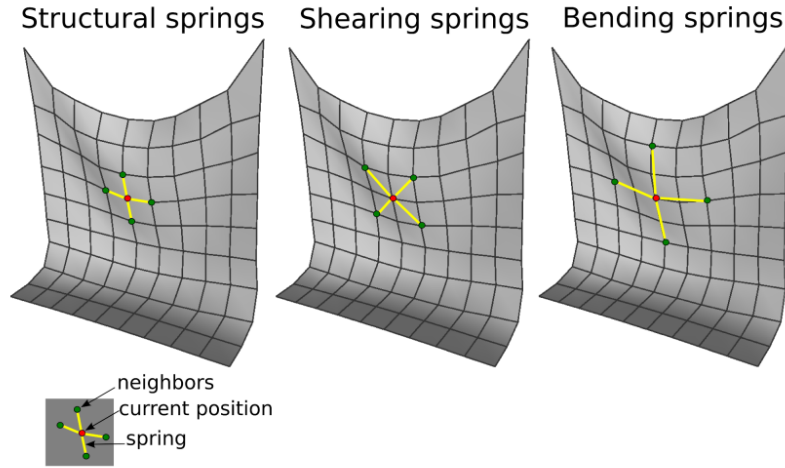 Structural springs
Shearing springs
Bending springs
neighbors
current position
spring